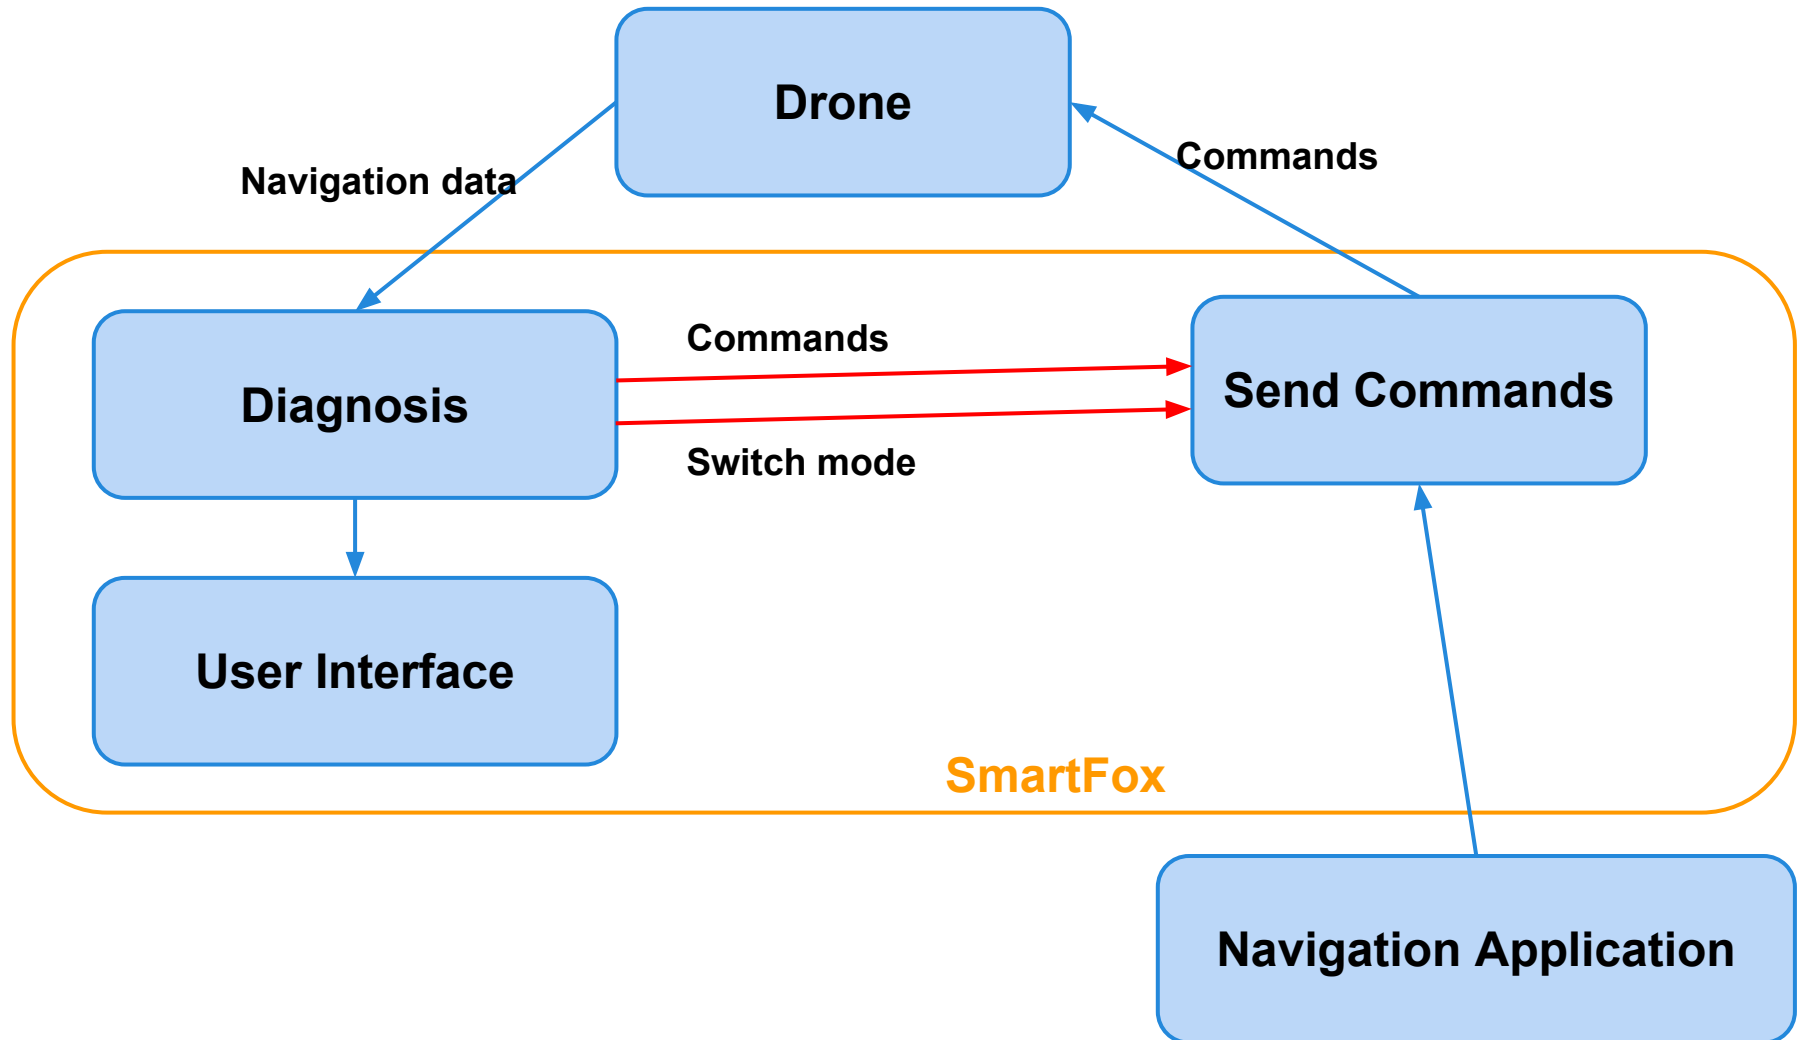 Drone
Commands
Navigation data
Commands
Send Commands
Diagnosis
Switch mode
User Interface
SmartFox
Navigation Application